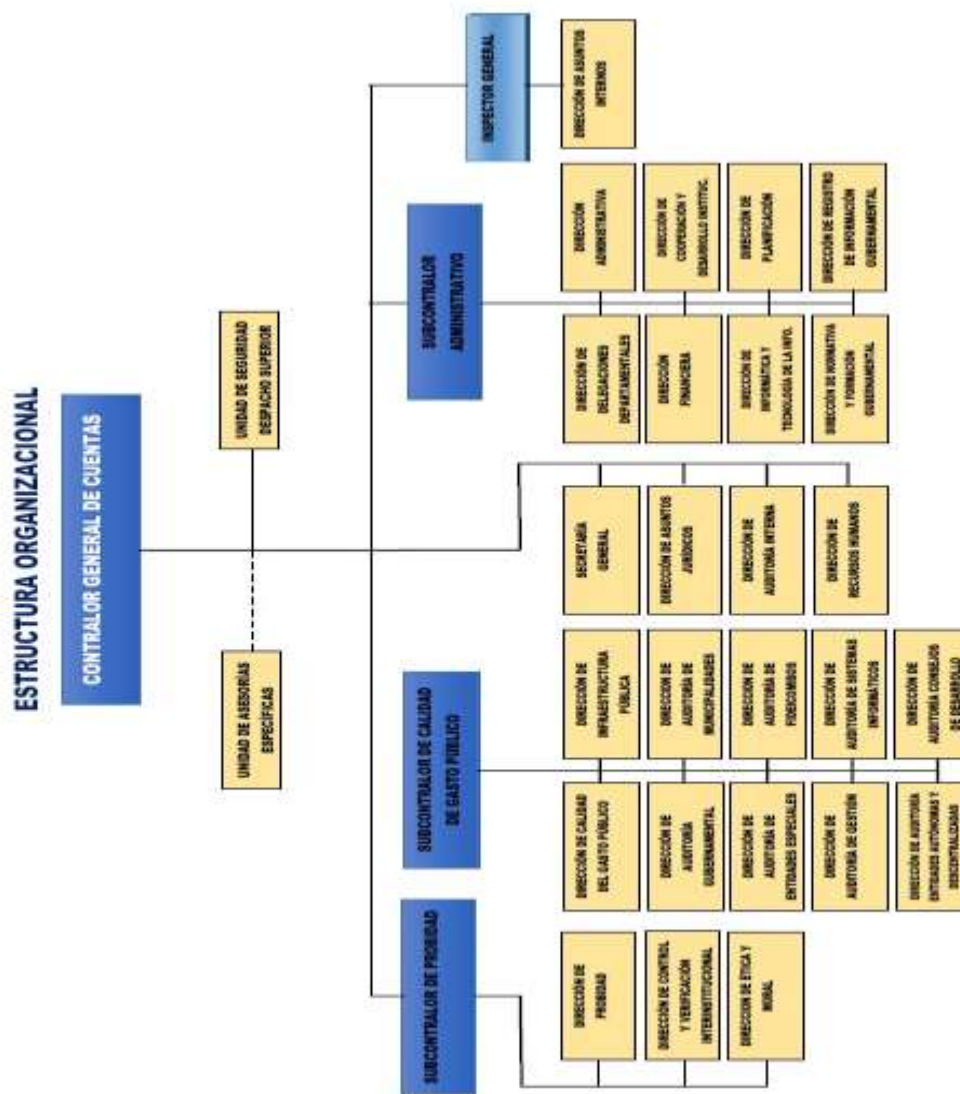 ESTRUCTURA ORGANIZACIONAL
CONTRALOR GENERAL DE CUENTAS
UNIDAD DE ASESORÍAS
ESPECÍFICAS
UNIDAD DE SEGURIDAD
DESPACHO SUPERIOR
SUBCONTRALOR DE PROBIDAD
SUBCONTRALOR DE CALIDAD
DE GASTO PÚBLICO
SUBCONTRALOR
ADMINISTRATIVO
INSPECTOR GENERAL
DIRECCIÓN DE
PROBIDAD
DIRECCIÓN DE CONTROL
Y VERIFICACIÓN
INTERINSTITUCIONAL
DIRECCION DE ETICA Y
MORAL
DIRECCIÓN DE CALIDAD
DEL GASTO PÚBLICO
DIRECCIÓN DE
INFRAESTRUCTURA
PÚBLICA
DIRECCIÓN DE
AUDITORÍA
GUBERNAMENTAL
DIRECCION DE
AUDITORÍA DE
MUNICIPALIDADES
DIRECCIÓN DE
AUDITORÍA DE
ENTIDADES ESPECIALES
DIRECCIÓN DE
AUDITORÍA DE
FIDEICOMISOS
DIRECCIÓN DE
AUDITORÍA DE GESTIÓN
DIRECCIÓN DE
AUDITORÍA DE SISTEMAS
INFORMÁTICOS
DIRECCIÓN DE AUDITORÍA
ENTIDADES AUTÓNOMAS Y
DESCENTRALIZADAS
DIRECCIÓN DE
AUDITORÍA CONSEJOS
DE DESARROLLO
SECRETARÍA
GENERAL
DIRECCIÓN DE ASUNTOS
JURÍDICOS
DIRECCIÓN DE
AUDITORÍA INTERNA
DIRECCIÓN DE
RECURSOS HUMANOS
DIRECCIÓN DE
DELEGACIONES
DEPARTAMENTALES
DIRECCIÓN
ADMINISTRATIVA
DIRECCIÓN
FINANCIERA
DIRECCIÓN DE
COOPERACIÓN Y
DESARROLLO INSTITUC.
DIRECCIÓN DE
INFORMÁTICA Y
TECNOLOGÍA DE LA INFO.
DIRECCIÓN DE
PLANIFICACIÓN
DIRECCIÓN DE NORMATIVA
Y FORMACIÓN
GUBERNAMENTAL
DIRECCIÓN DE REGISTRO
DE INFORMACIÓN
GUBERNAMENTAL
DIRECCIÓN DE ASUNTOS
INTERNOS